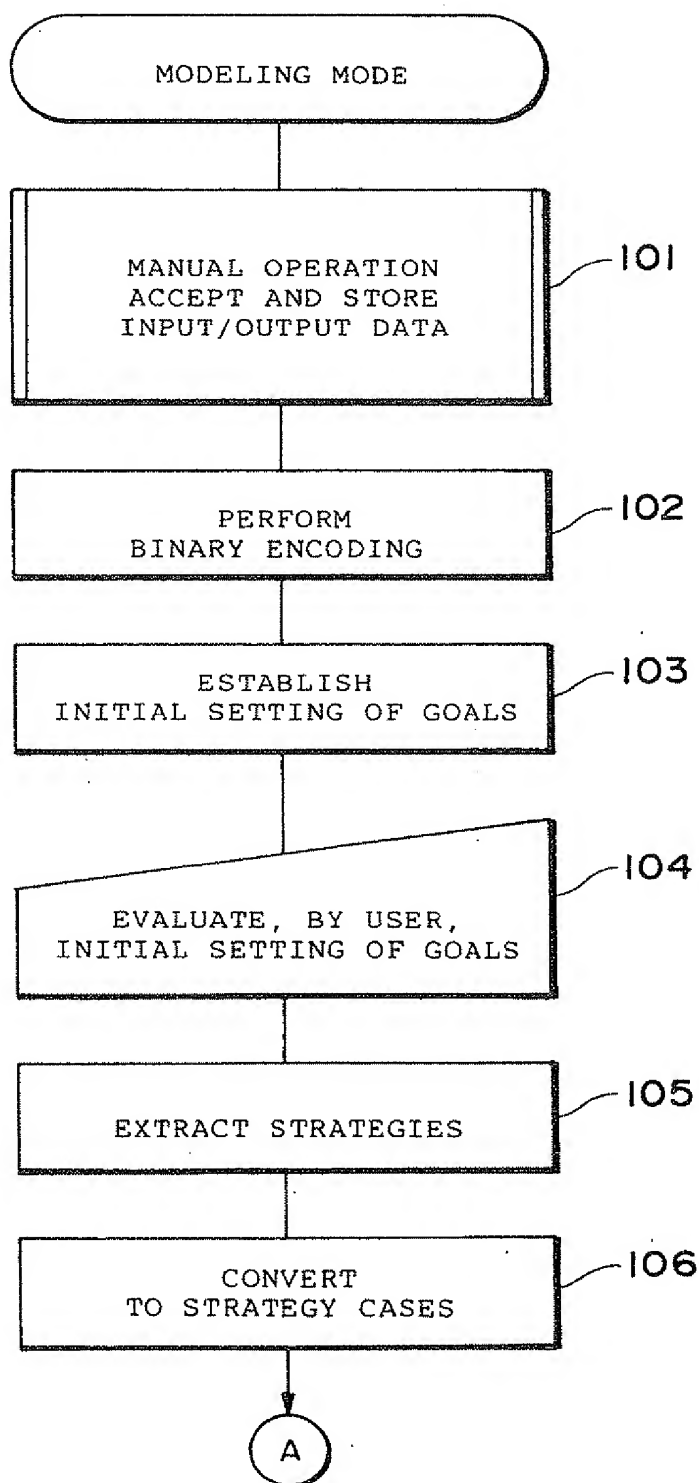 MODELING MODE
MANUAL OPERATION
ACCEPT AND STORE
INPUT/OUTPUT DATA
101
PERFORM
BINARY ENCODING
102
ESTABLISH
INITIAL SETTING OF GOALS
103
EVALUATE, BY USER,
INITIAL SETTING OF GOALS
104
EXTRACT STRATEGIES
105
CONVERT
TO STRATEGY CASES
106
A